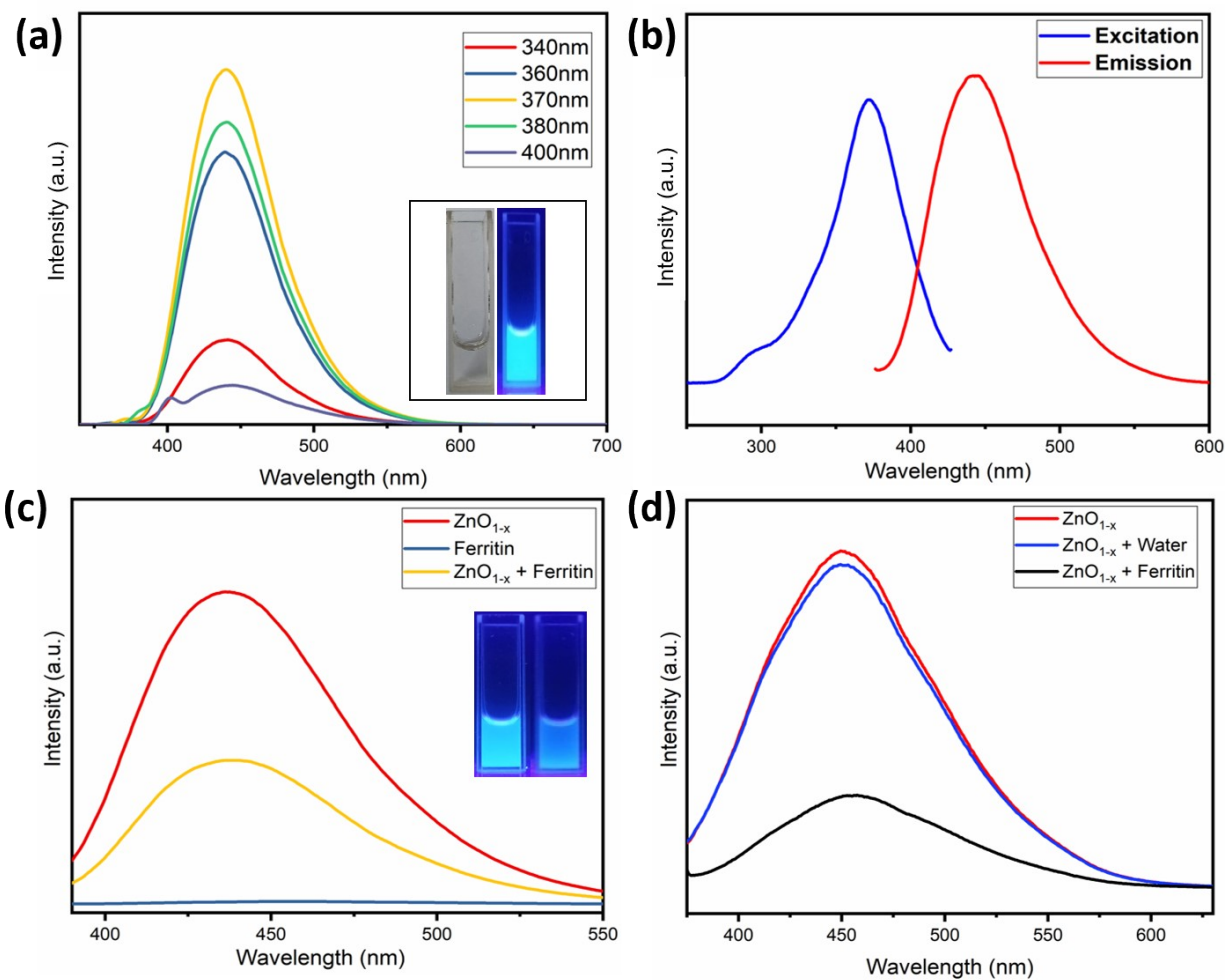 (a)
340nm
360nm
370nm
380nm
400nm
Intensity (a.u.)
400 500 600 700
Wavelength (nm)
(b)
Excitation
Emission
Intensity (a.u.)
300 400 500 600
Wavelength (nm)
(c)
ZnO1-x
Ferritin
ZnO1-x + Ferritin
Intensity (a.u.)
400 450 500 550
Wavelength (nm)
(d)
ZnO1-x
ZnO1-x + Water
ZnO1-x + Ferritin
Intensity (a.u.)
400 450 500 550 600
Wavelength (nm)